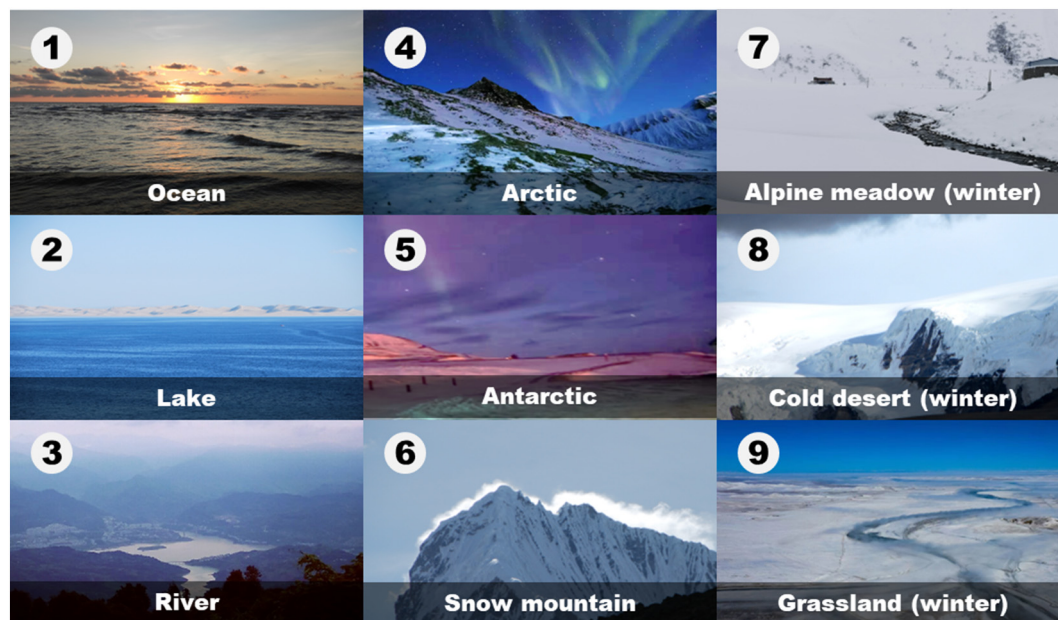 1
Ocean
2
Lake
3
River
4
Arctic
5
Antarctic
6
Snow mountain
7
Alpine meadow (winter)
8
Cold desert (winter)
9
Grassland (winter)